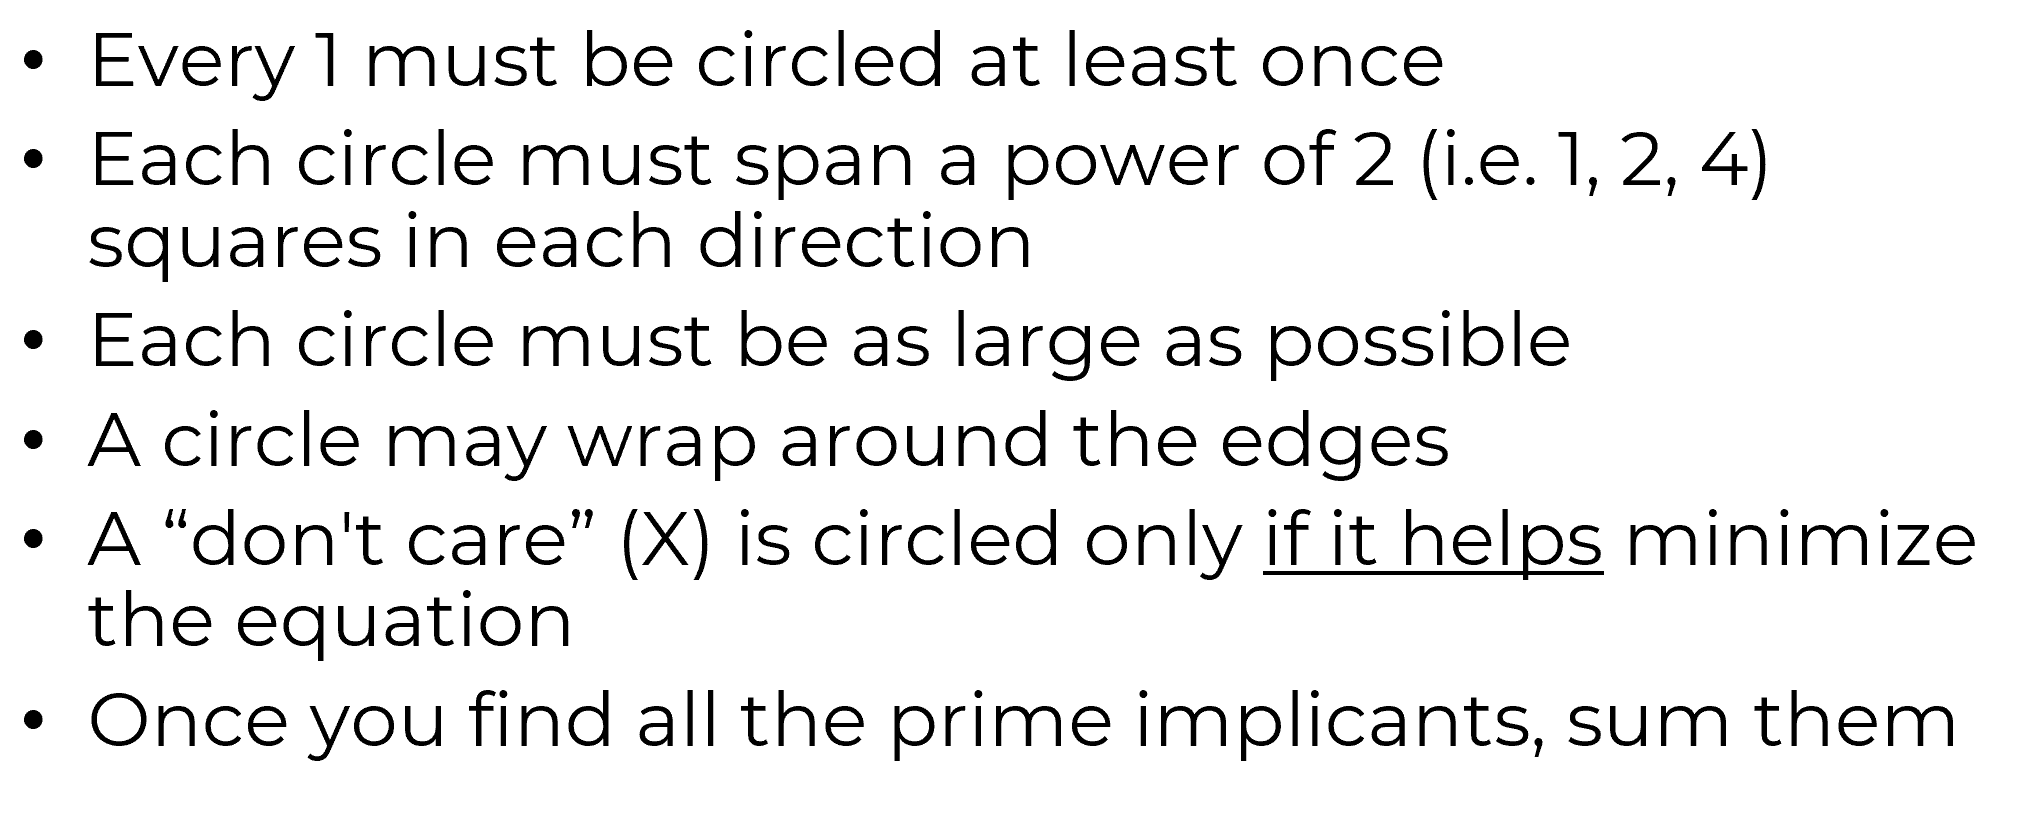 • Every 1 must be circled at least once
• Each circle must span a power of 2 (i.e. 1, 2, 4)
squares in each direction
• Each circle must be as large as possible
• A circle may wrap around the edges
• A “don't care” (X) is circled only if it helps minimize
the equation
• Once you find all the prime implicants, sum them